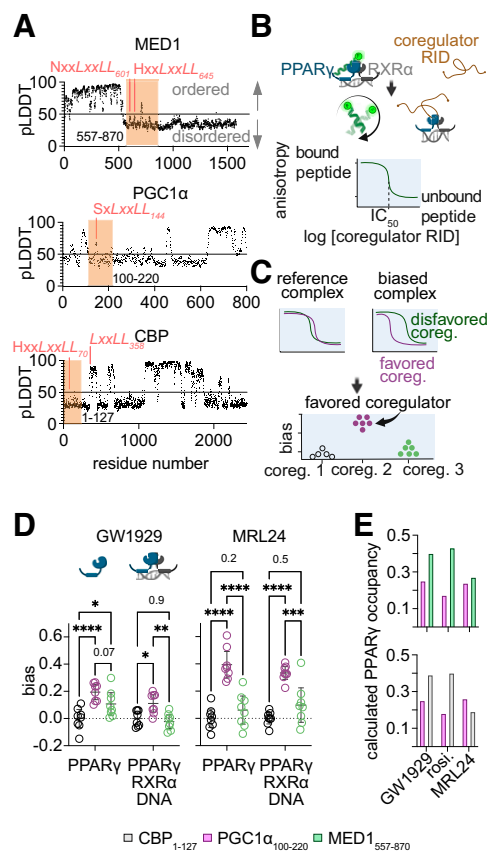 A
MED1
NxxLxxLL601 HxxLxxLL645
100
50
0
pLDDT
ordered
disordered
557-870
0 500 1000 1500
PGC1α
SxLxxLL144
100
50
0
pLDDT
100-220
0 200 400 600 800
CBP
HxxLxxLL70 LxxLL358
100
50
0
pLDDT
1-127
0 1000 2000
residue number
B
coregulator
RID
PPARγ RXRα
anisotropy
bound
peptide
unbound
peptide
IC50
log [coregulator RID]
C
reference
complex
biased
complex
disfavored
coreg.
favored
coreg.
favored coregulator
bias
coreg. 1 coreg. 2 coreg. 3
D
GW1929
MRL24
bias
0.6
0.4
0.2
0.0
-0.2
* **** 0.07
0.9 ** *
0.2 **** ****
0.5 **** ***
PPARγ
PPARγ
RXRα
DNA
PPARγ
PPARγ
RXRα
DNA
E
calculated PPARγ occupancy
0.5
0.3
0.1
0.5
0.3
0.1
GW1929
rosi.
MRL24
CBP1-127 PGC1α100-220 MED1557-870